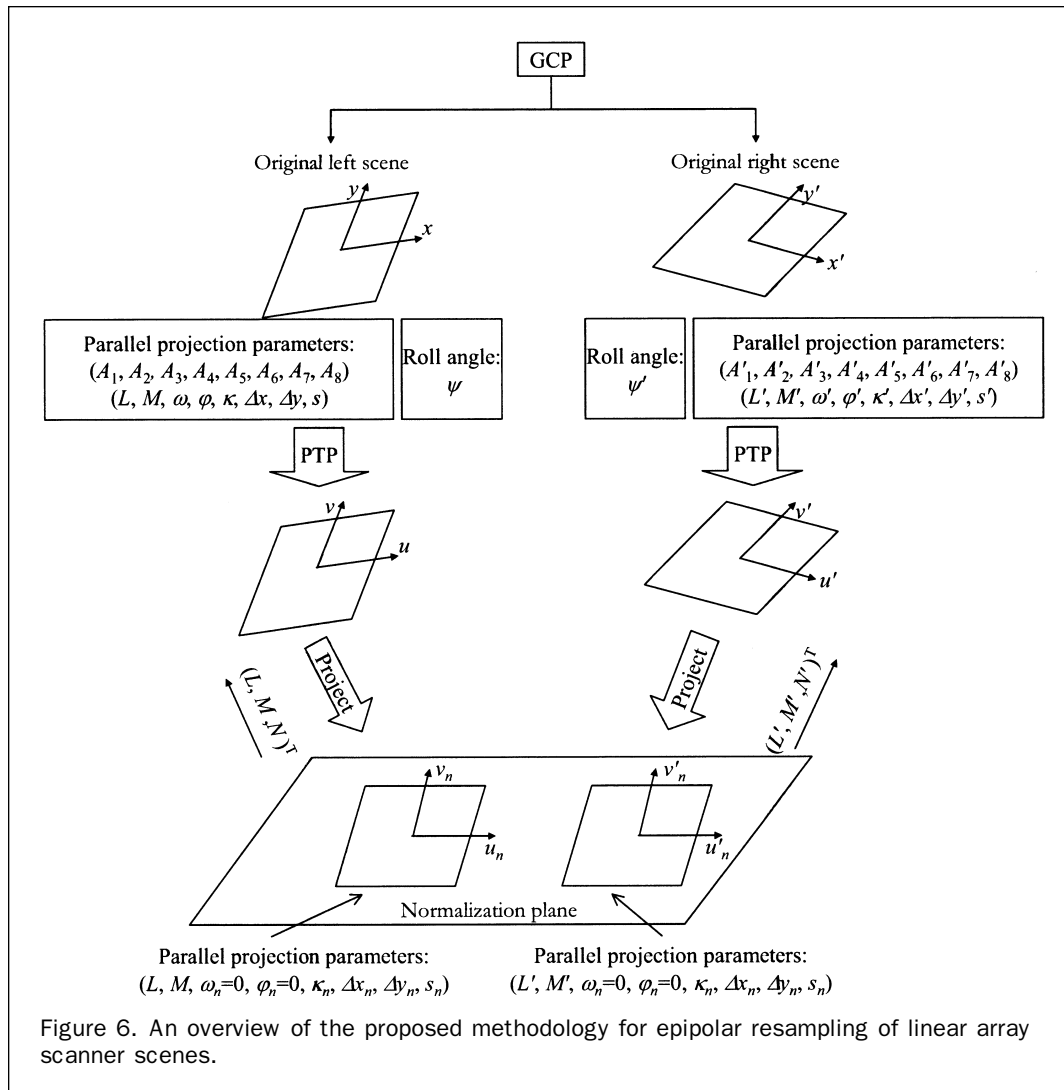 GCP
Original left scene
Original right scene
y
x
y'
x'
Parallel projection parameters:
(A₁, A₂, A₃, A₄, A₅, A₆, A₇, A₈)
(L, M, ω, φ, κ, Δx, Δy, s)
Roll angle:
ψ
Roll angle:
ψ'
Parallel projection parameters:
(A'₁, A'₂, A'₃, A'₄, A'₅, A'₆, A'₇, A'₈)
(L', M', ω', φ', κ', Δx', Δy', s')
PTP
PTP
v
u
v'
u'
Project
Project
(L, M ,N)ᵀ
(L', M', N')ᵀ
vₙ
uₙ
v'ₙ
u'ₙ
Normalization plane
Parallel projection parameters:
(L, M, ωₙ=0, φₙ=0, κₙ, Δxₙ, Δyₙ, sₙ)
Parallel projection parameters:
(L', M', ωₙ=0, φₙ=0, κₙ, Δxₙ, Δyₙ, sₙ)
Figure 6. An overview of the proposed methodology for epipolar resampling of linear array
scanner scenes.